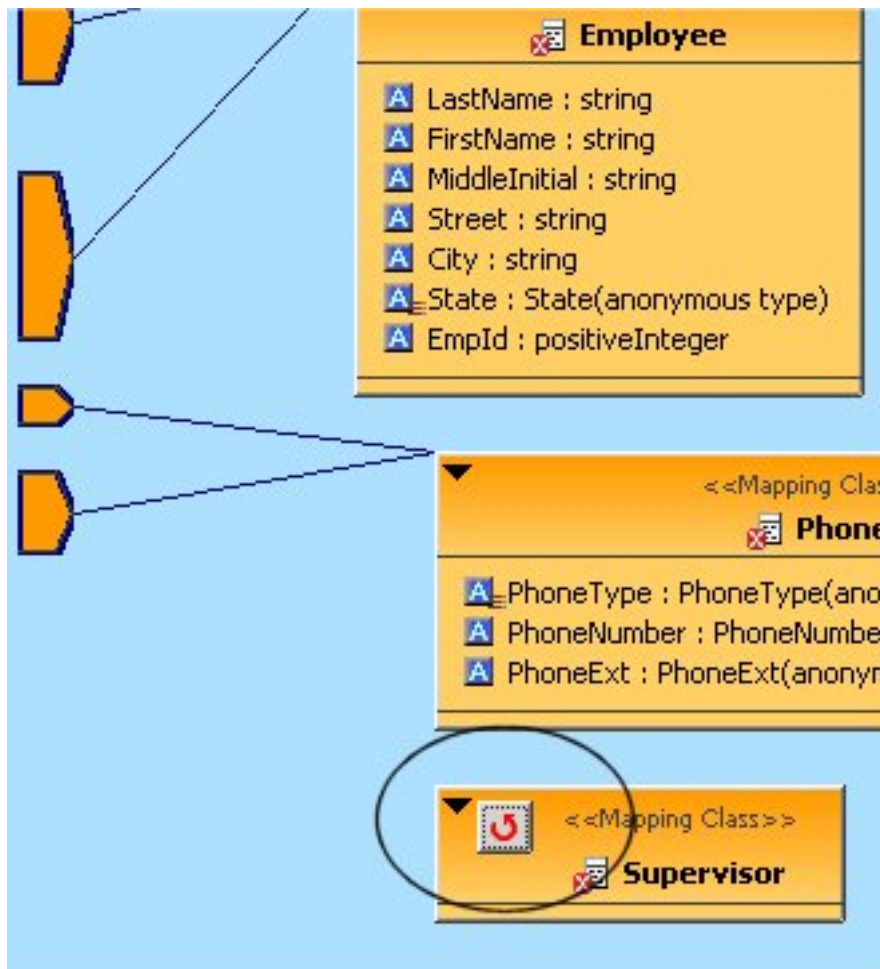 Employee
LastName : string
FirstName : string
MiddleInitial : string
Street : string
City : string
State : State(anonymous type)
EmpId : positiveInteger
<<Mapping Clas
Phone
PhoneType : PhoneType(ano
PhoneNumber : PhoneNumbe
PhoneExt : PhoneExt(anonyr
<<Mapping Class>>
Supervisor